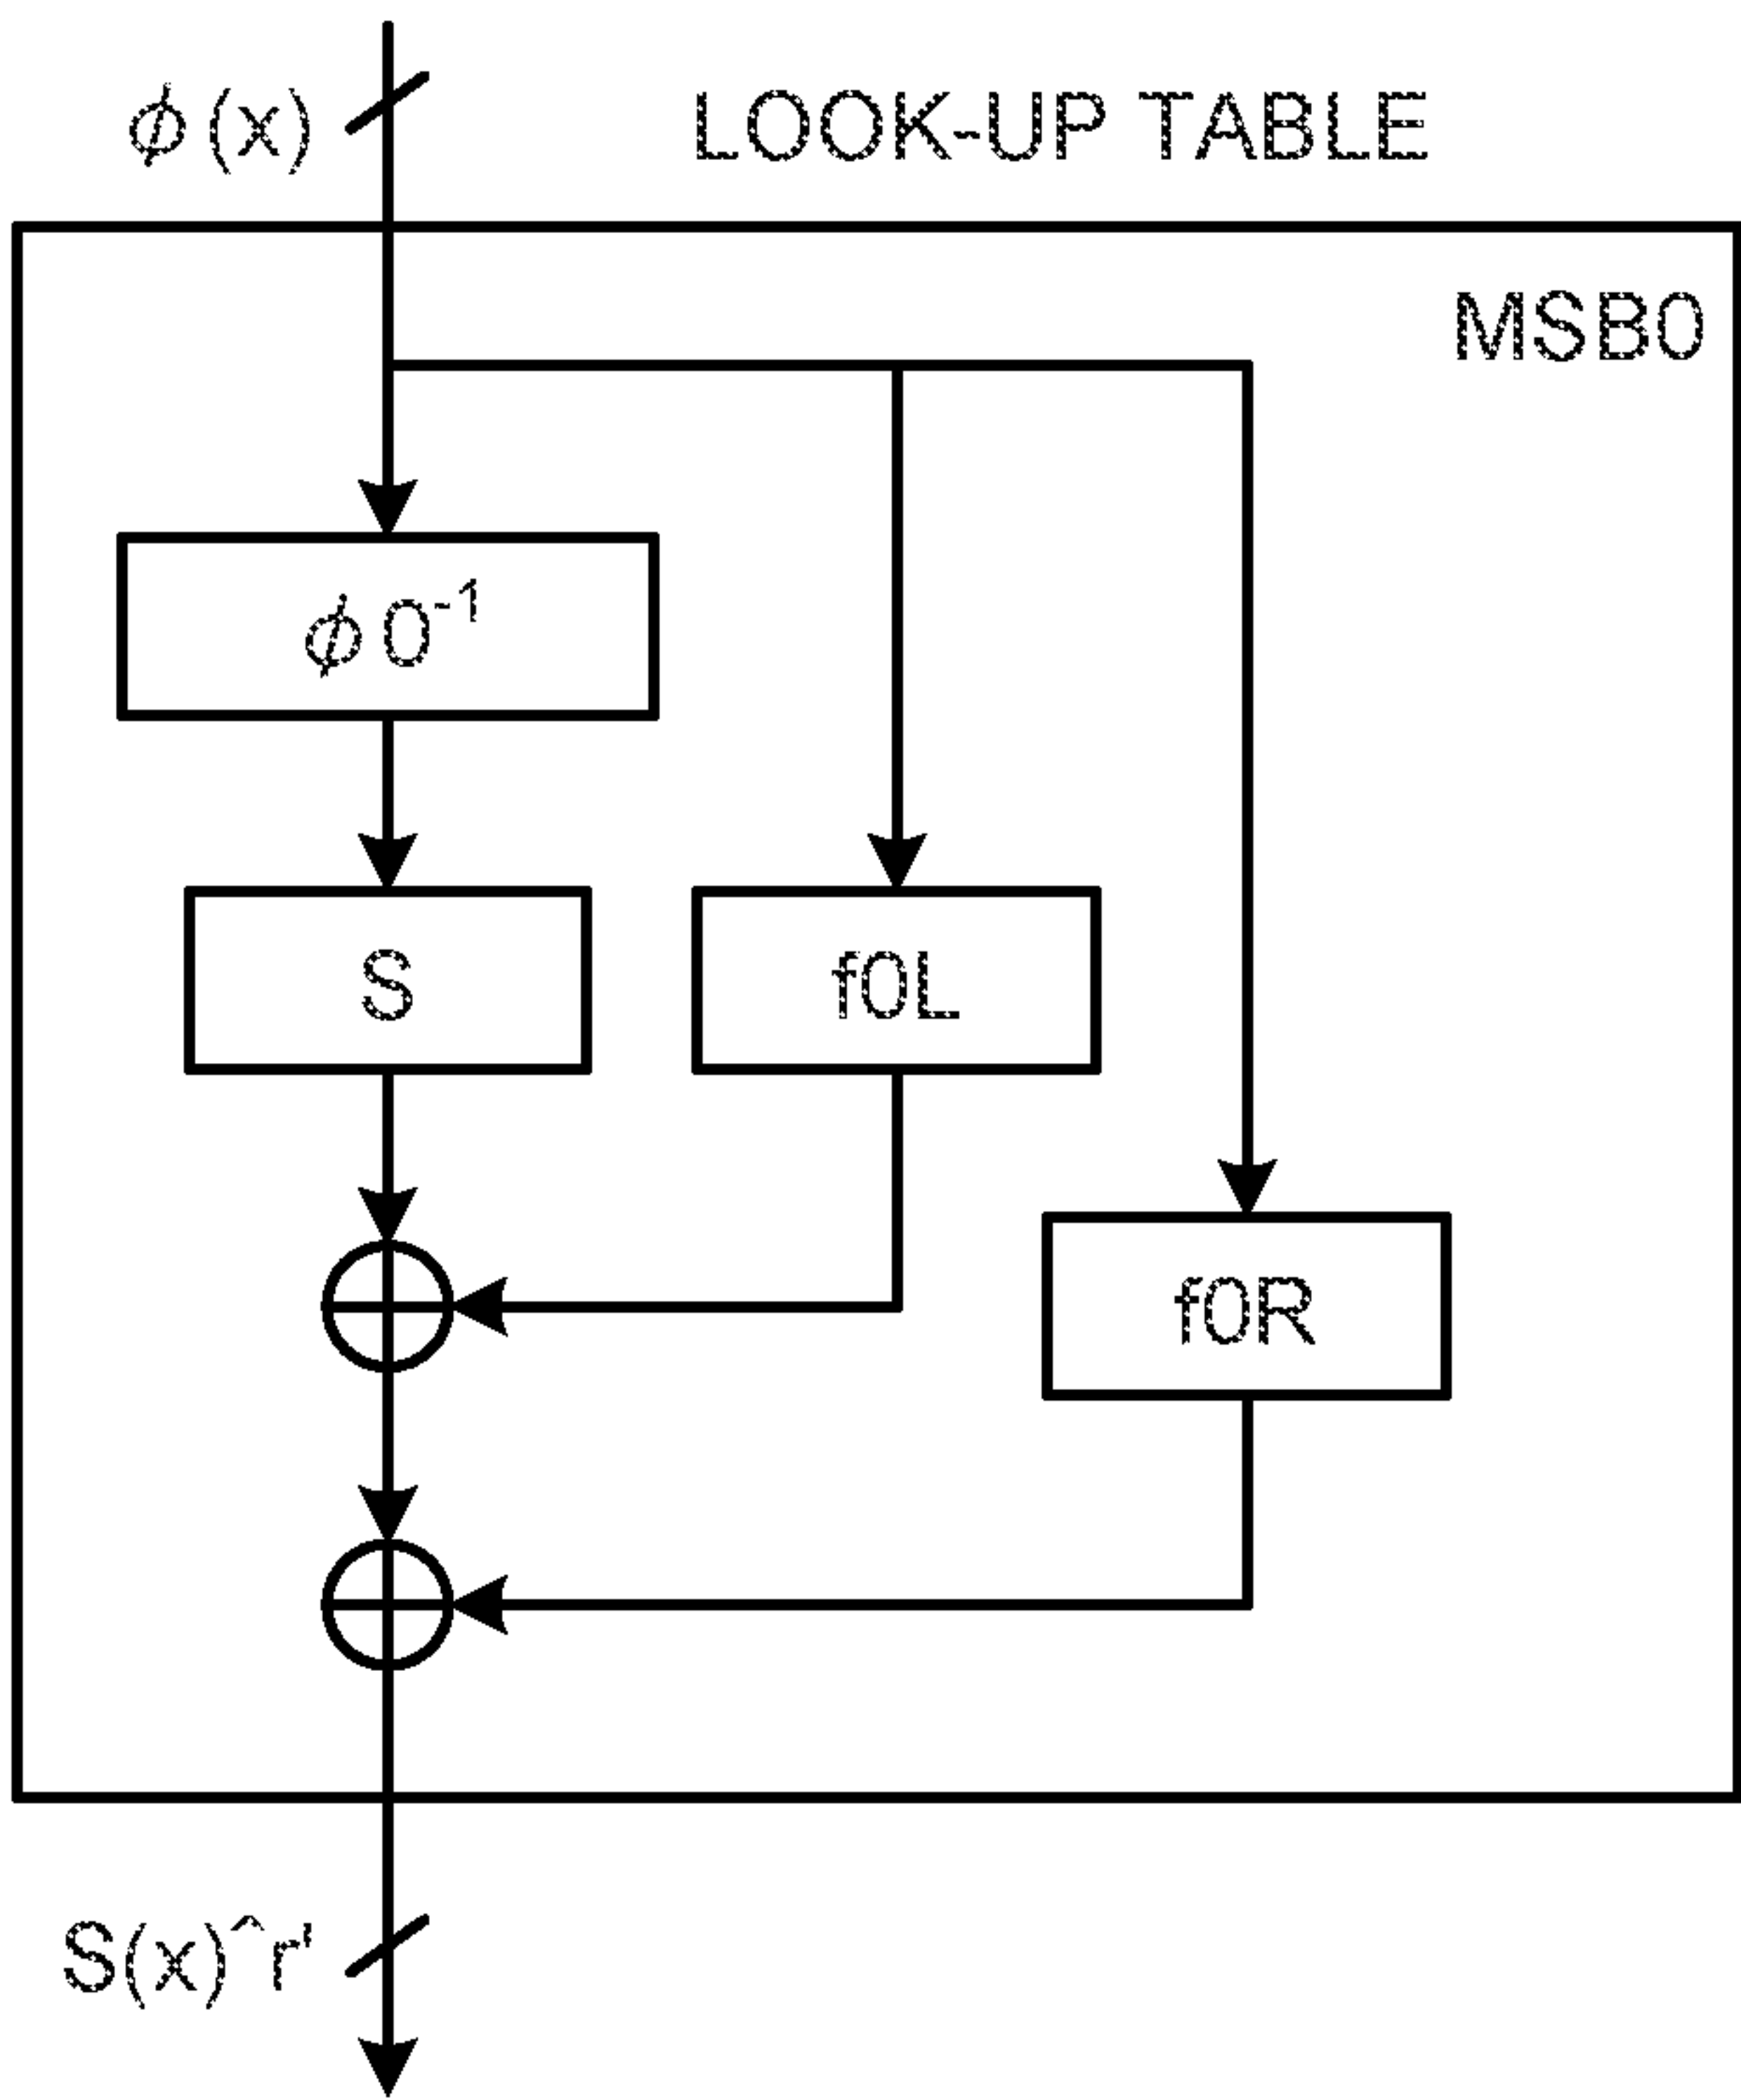 ϕ(x)
LOOK-UP TABLE
MSB0
ϕ0⁻¹
S
f0L
f0R
S(x)^r'